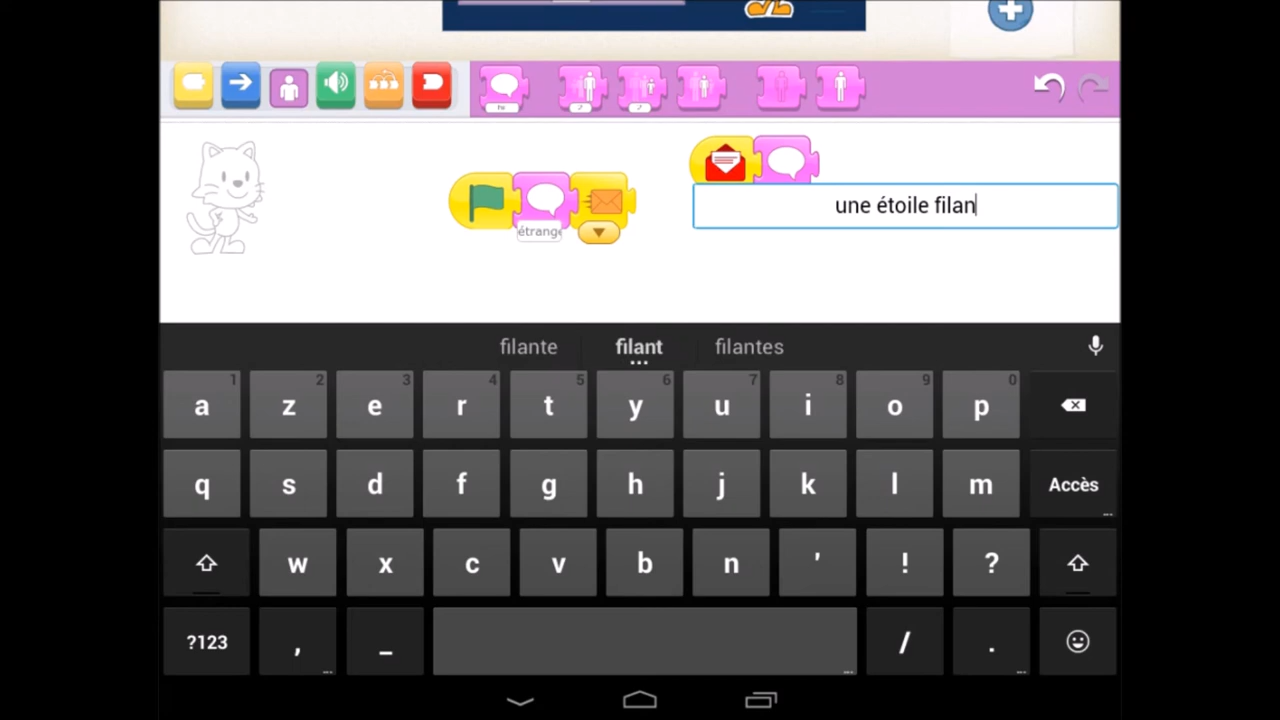 étrange
une étoile filan
filante filant filantes
a 1 z 2 e 3 r 4 t 5 y 6 u 7 i 8 o 9 p 0
q s d f g h j k l m Accès
w x c v b n ' ! ?
?123 , _ / .